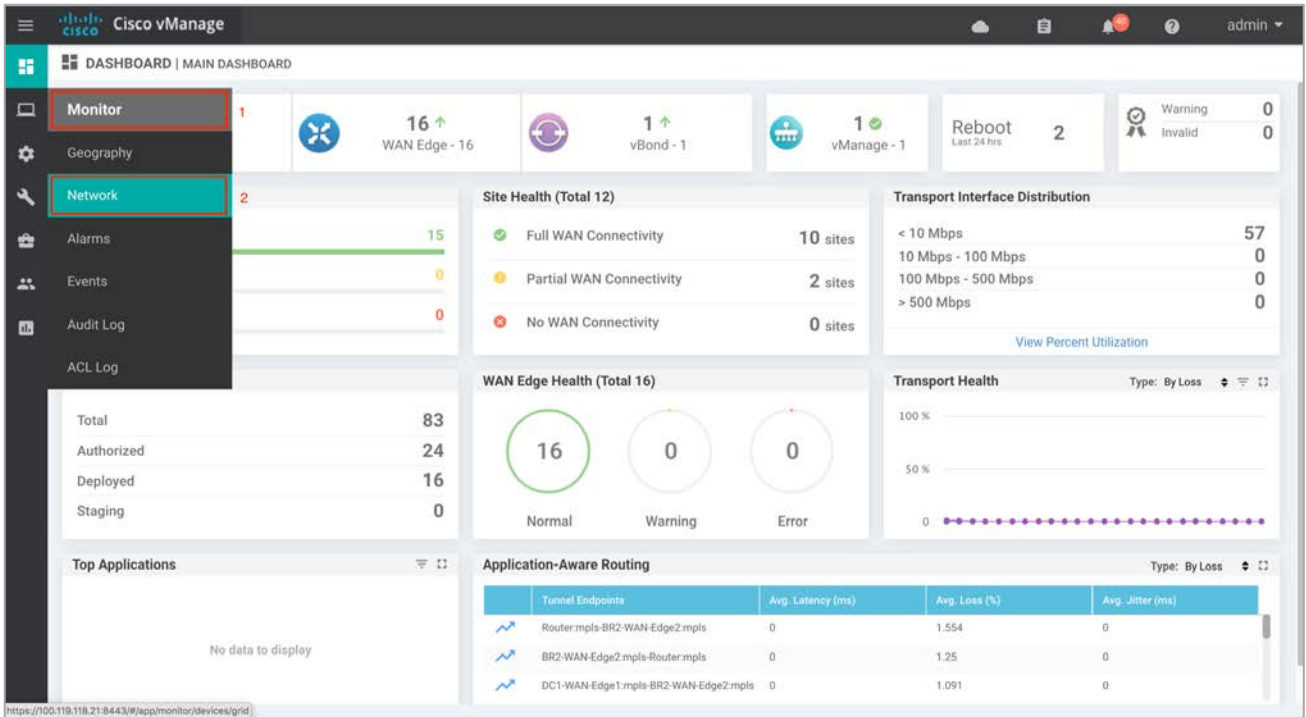 CISCO Cisco vManage 40 admin
DASHBOARD | MAIN DASHBOARD
Monitor 1
Geography
Network 2
Alarms
Events
Audit Log
ACL Log
16
WAN Edge - 16
1
vBond - 1
1
vManage - 1
Reboot
Last 24 hrs
2
Warning 0
Invalid 0
15
0
0
Site Health (Total 12)
Full WAN Connectivity 10 sites
Partial WAN Connectivity 2 sites
No WAN Connectivity 0 sites
Transport Interface Distribution
< 10 Mbps 57
10 Mbps - 100 Mbps 0
100 Mbps - 500 Mbps 0
> 500 Mbps 0
View Percent Utilization
Total 83
Authorized 24
Deployed 16
Staging 0
WAN Edge Health (Total 16)
16 0 0
Normal Warning Error
Transport Health Type: By Loss
100 %
50 %
0
Top Applications
No data to display
Application-Aware Routing Type: By Loss
Tunnel Endpoints Avg. Latency (ms) Avg. Loss (%) Avg. Jitter (ms)
Router:mpls-BR2-WAN-Edge2:mpls 0 1.554 0
BR2-WAN-Edge2:mpls-Router:mpls 0 1.25 0
DC1-WAN-Edge1:mpls-BR2-WAN-Edge2:mpls 0 1.091 0
https://100.119.118.21:8443/#/app/monitor/devices/grid